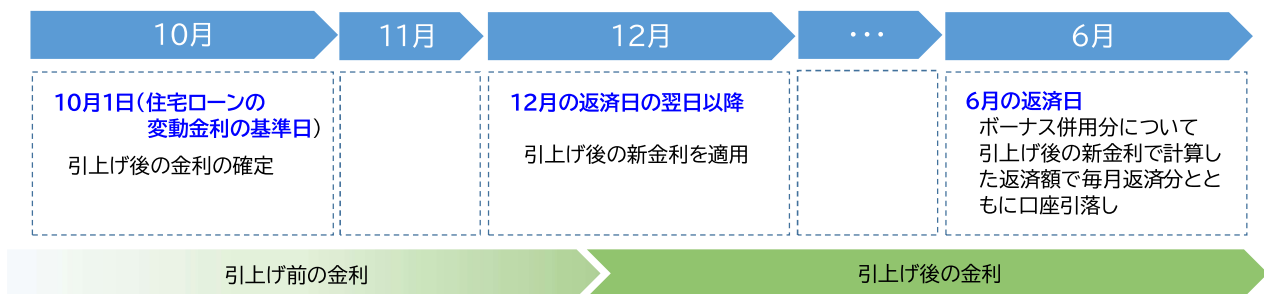 10月
11月
12月
・・・
6月
10月1日(住宅ローンの
変動金利の基準日)
引上げ後の金利の確定
12月の返済日の翌日以降
引上げ後の新金利を適用
6月の返済日
ボーナス併用分について
引上げ後の新金利で計算し
た返済額で毎月返済分とと
もに口座引落し
引上げ前の金利
引上げ後の金利